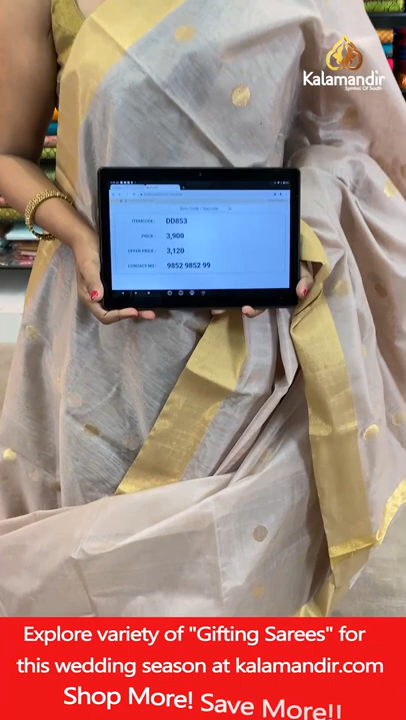 Kalamandir
Symbol Of South
ITEMCODE : DD853
PRICE : 3,900
OFFER PRICE : 3,120
CONTACT NO : 9852 9852 99
Explore variety of "Gifting Sarees" for
this wedding season at kalamandir.com
Shop More! Save More!!